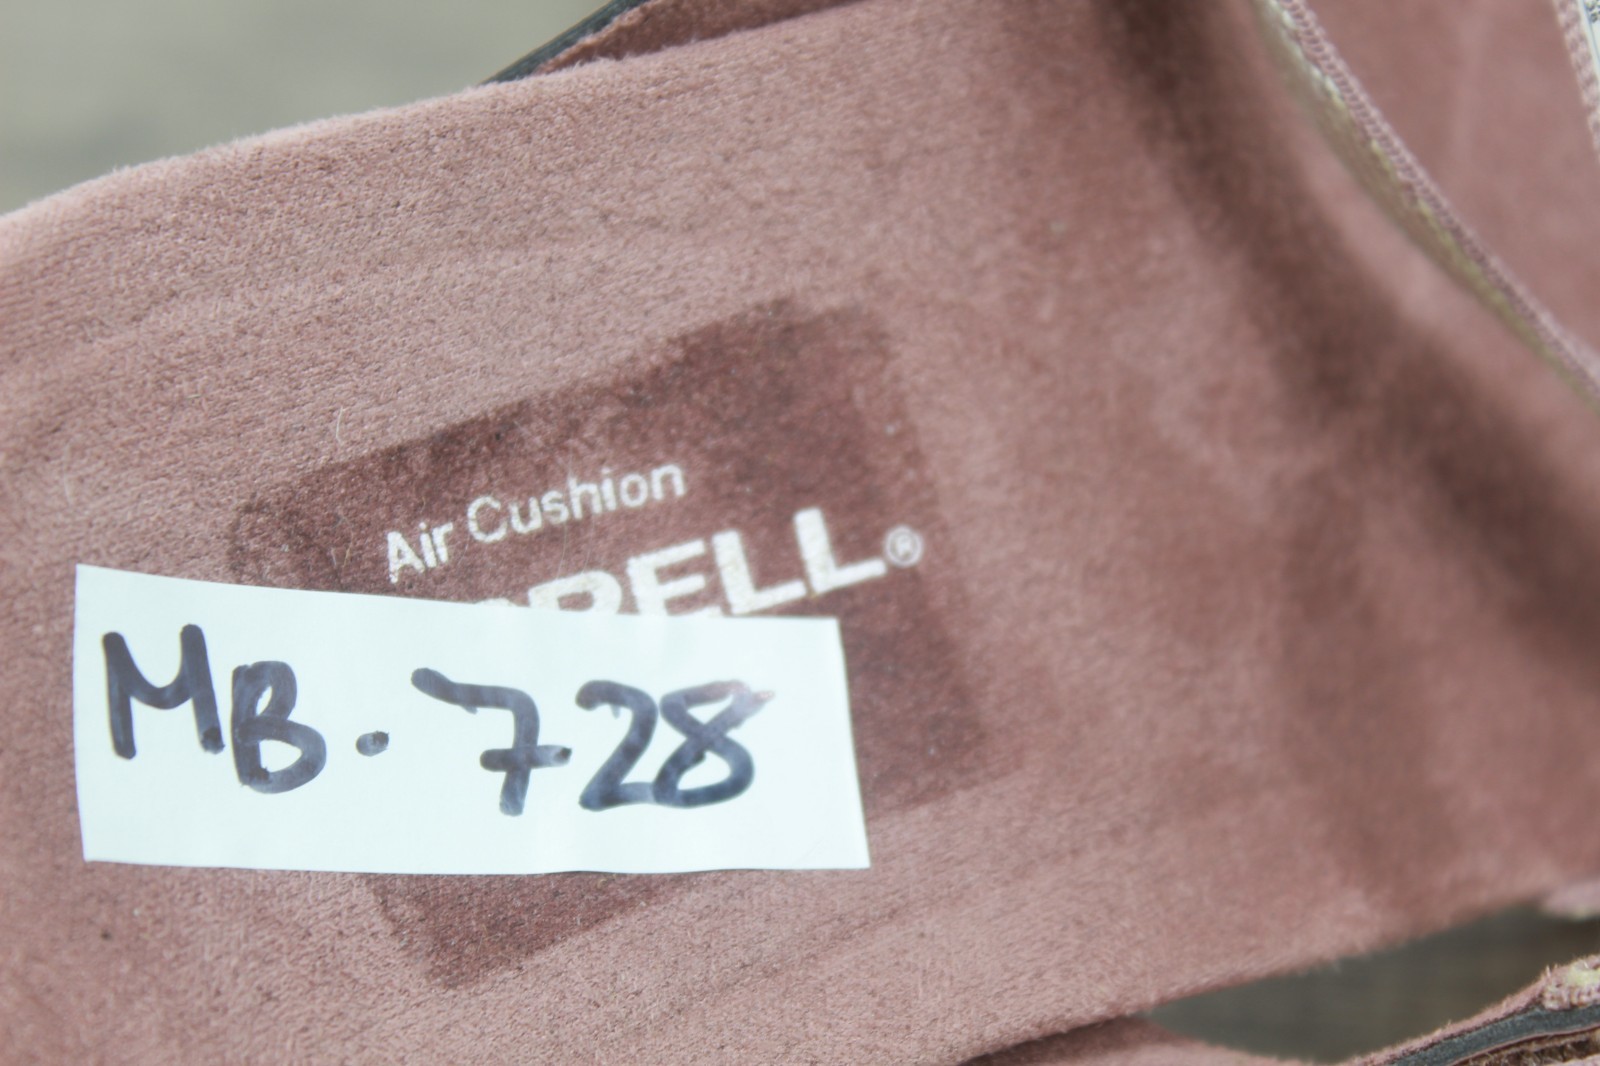 Air Cushion
RELL®
MB. 728